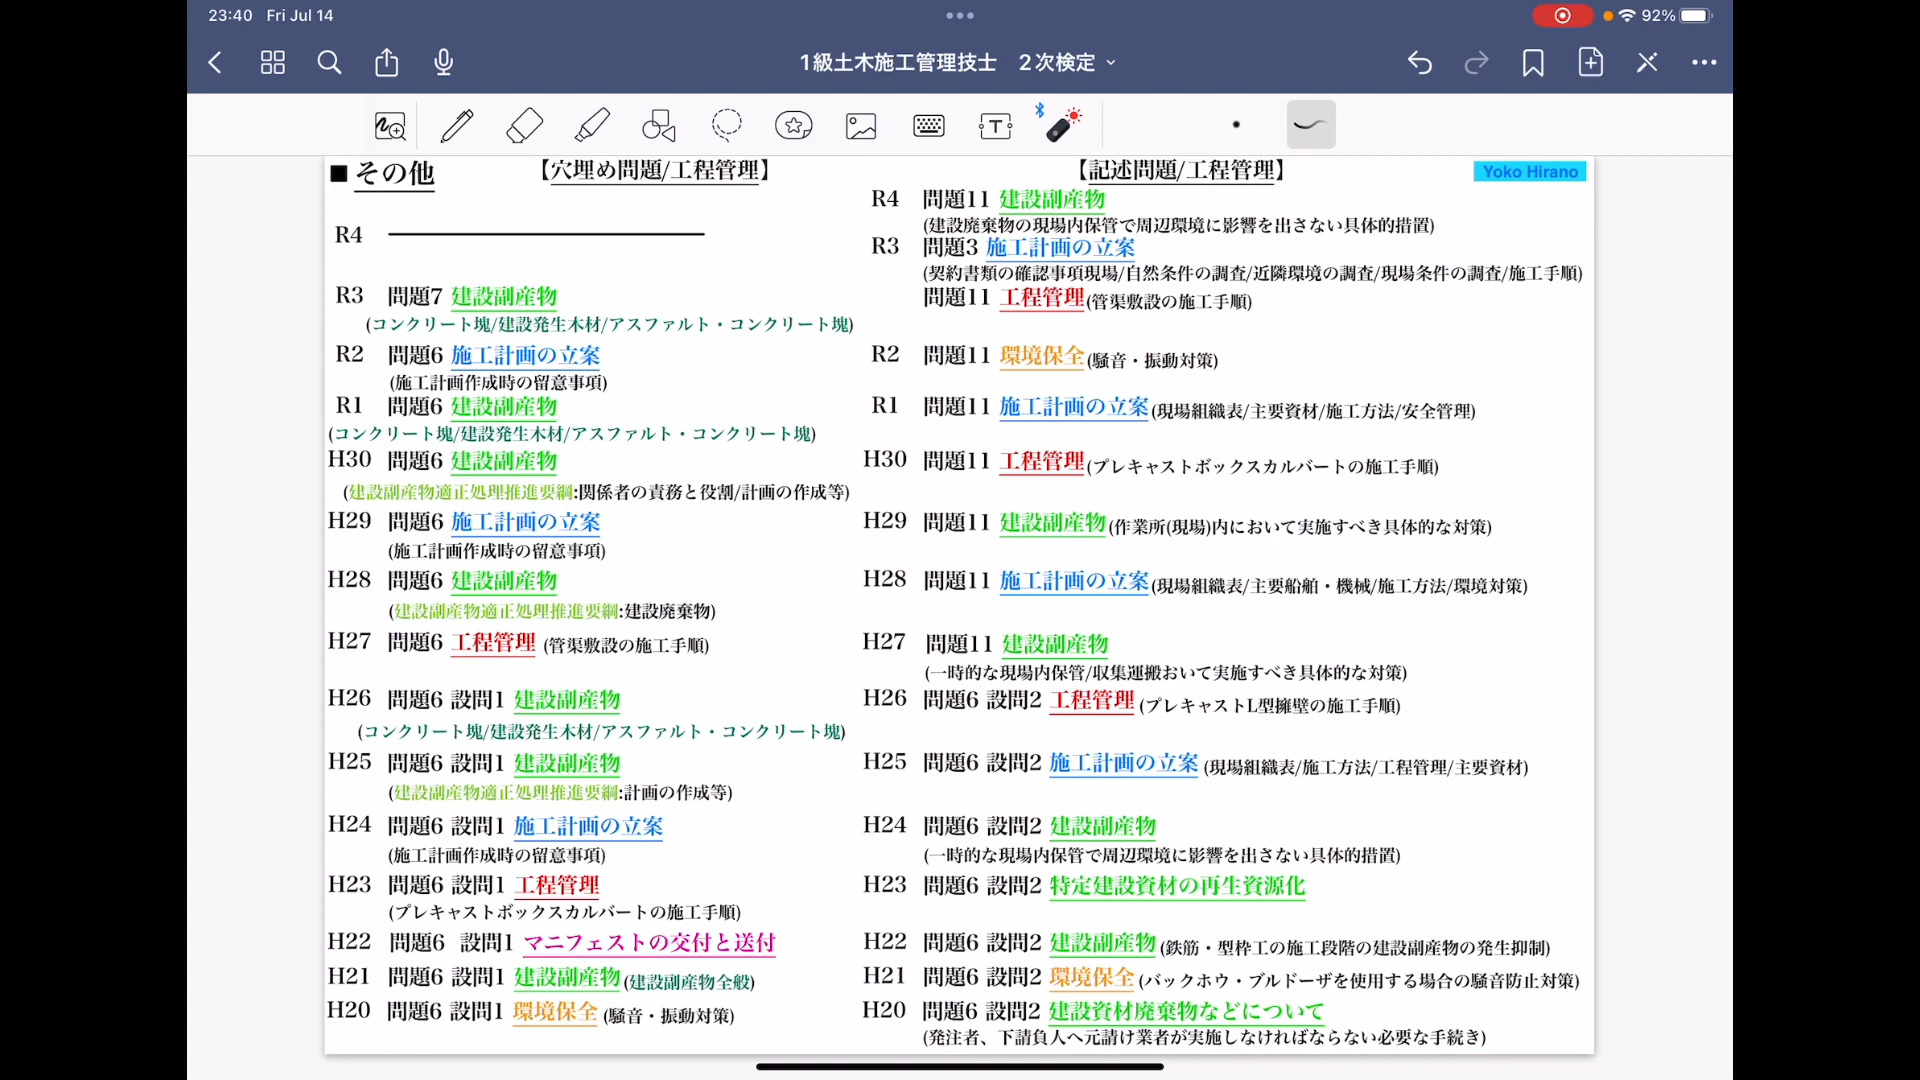 23:40 Fri Jul 14
92%
1級土木施工管理技士 2次検定
■その他 【穴埋め問題/工程管理】
R4
R3 問題7 建設副産物
(コンクリート塊/建設発生木材/アスファルト・コンクリート塊)
R2 問題6 施工計画の立案
(施工計画作成時の留意事項)
R1 問題6 建設副産物
(コンクリート塊/建設発生木材/アスファルト・コンクリート塊)
H30 問題6 建設副産物
(建設副産物適正処理推進要綱:関係者の責務と役割/計画の作成等)
H29 問題6 施工計画の立案
(施工計画作成時の留意事項)
H28 問題6 建設副産物
(建設副産物適正処理推進要綱:建設廃棄物)
H27 問題6 工程管理 (管渠敷設の施工手順)
H26 問題6 設問1 建設副産物
(コンクリート塊/建設発生木材/アスファルト・コンクリート塊)
H25 問題6 設問1 建設副産物
(建設副産物適正処理推進要綱:計画の作成等)
H24 問題6 設問1 施工計画の立案
(施工計画作成時の留意事項)
H23 問題6 設問1 工程管理
(プレキャストボックスカルバートの施工手順)
H22 問題6 設問1 マニフェストの交付と送付
H21 問題6 設問1 建設副産物(建設副産物全般)
H20 問題6 設問1 環境保全 (騒音・振動対策)
【記述問題/工程管理】
Yoko Hirano
R4 問題11 建設副産物
(建設廃棄物の現場内保管で周辺環境に影響を出さない具体的措置)
R3 問題3 施工計画の立案
(契約書類の確認事項現場/自然条件の調査/近隣環境の調査/現場条件の調査/施工手順)
問題11 工程管理(管渠敷設の施工手順)
R2 問題11 環境保全(騒音・振動対策)
R1 問題11 施工計画の立案(現場組織表/主要資材/施工方法/安全管理)
H30 問題11 工程管理(プレキャストボックスカルバートの施工手順)
H29 問題11 建設副産物(作業所(現場)内において実施すべき具体的な対策)
H28 問題11 施工計画の立案(現場組織表/主要船舶・機械/施工方法/環境対策)
H27 問題11 建設副産物
(一時的な現場内保管/収集運搬おいて実施すべき具体的な対策)
H26 問題6 設問2 工程管理 (プレキャストL型擁壁の施工手順)
H25 問題6 設問2 施工計画の立案 (現場組織表/施工方法/工程管理/主要資材)
H24 問題6 設問2 建設副産物
(一時的な現場内保管で周辺環境に影響を出さない具体的措置)
H23 問題6 設問2 特定建設資材の再生資源化
H22 問題6 設問2 建設副産物 (鉄筋・型枠工の施工段階の建設副産物の発生抑制)
H21 問題6 設問2 環境保全 (バックホウ・ブルドーザを使用する場合の騒音防止対策)
H20 問題6 設問2 建設資材廃棄物などについて
(発注者、下請負人へ元請け業者が実施しなければならない必要な手続き)